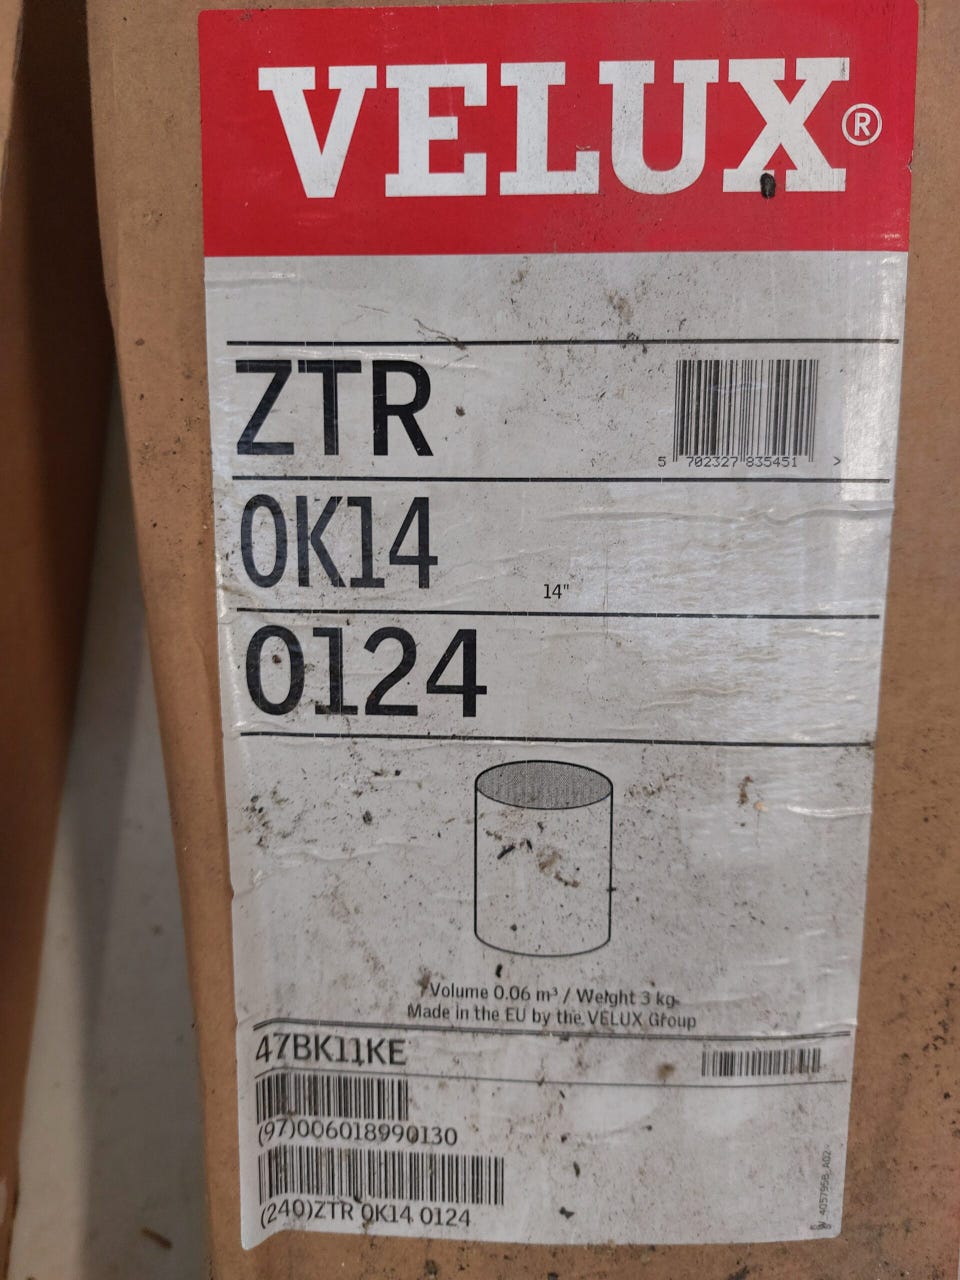 VELUX®
ZTR
5 702327 835451 >
0K14
14"
0124
Volume 0.06 m³ / Weight 3 kg
Made in the EU by the VELUX Group
47BK11KE
(97)006018990130
(240)ZTR 0K14 0124
4057958_A02